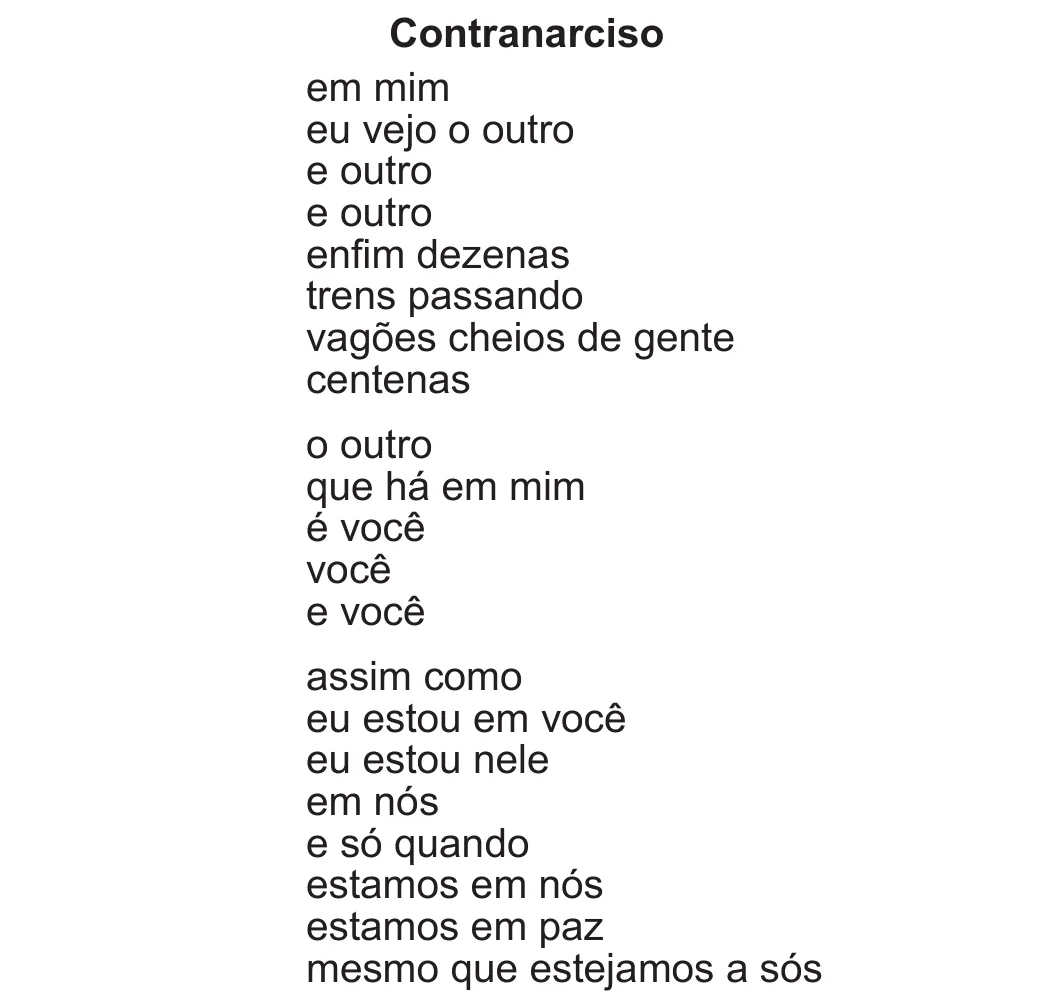 Contranarciso
em mim
eu vejo o outro
e outro
e outro
enfim dezenas
trens passando
vagões cheios de gente
centenas
o outro
que há em mim
é você
você
e você
assim como
eu estou em você
eu estou nele
em nós
e só quando
estamos em nós
estamos em paz
mesmo que estejamos a sós